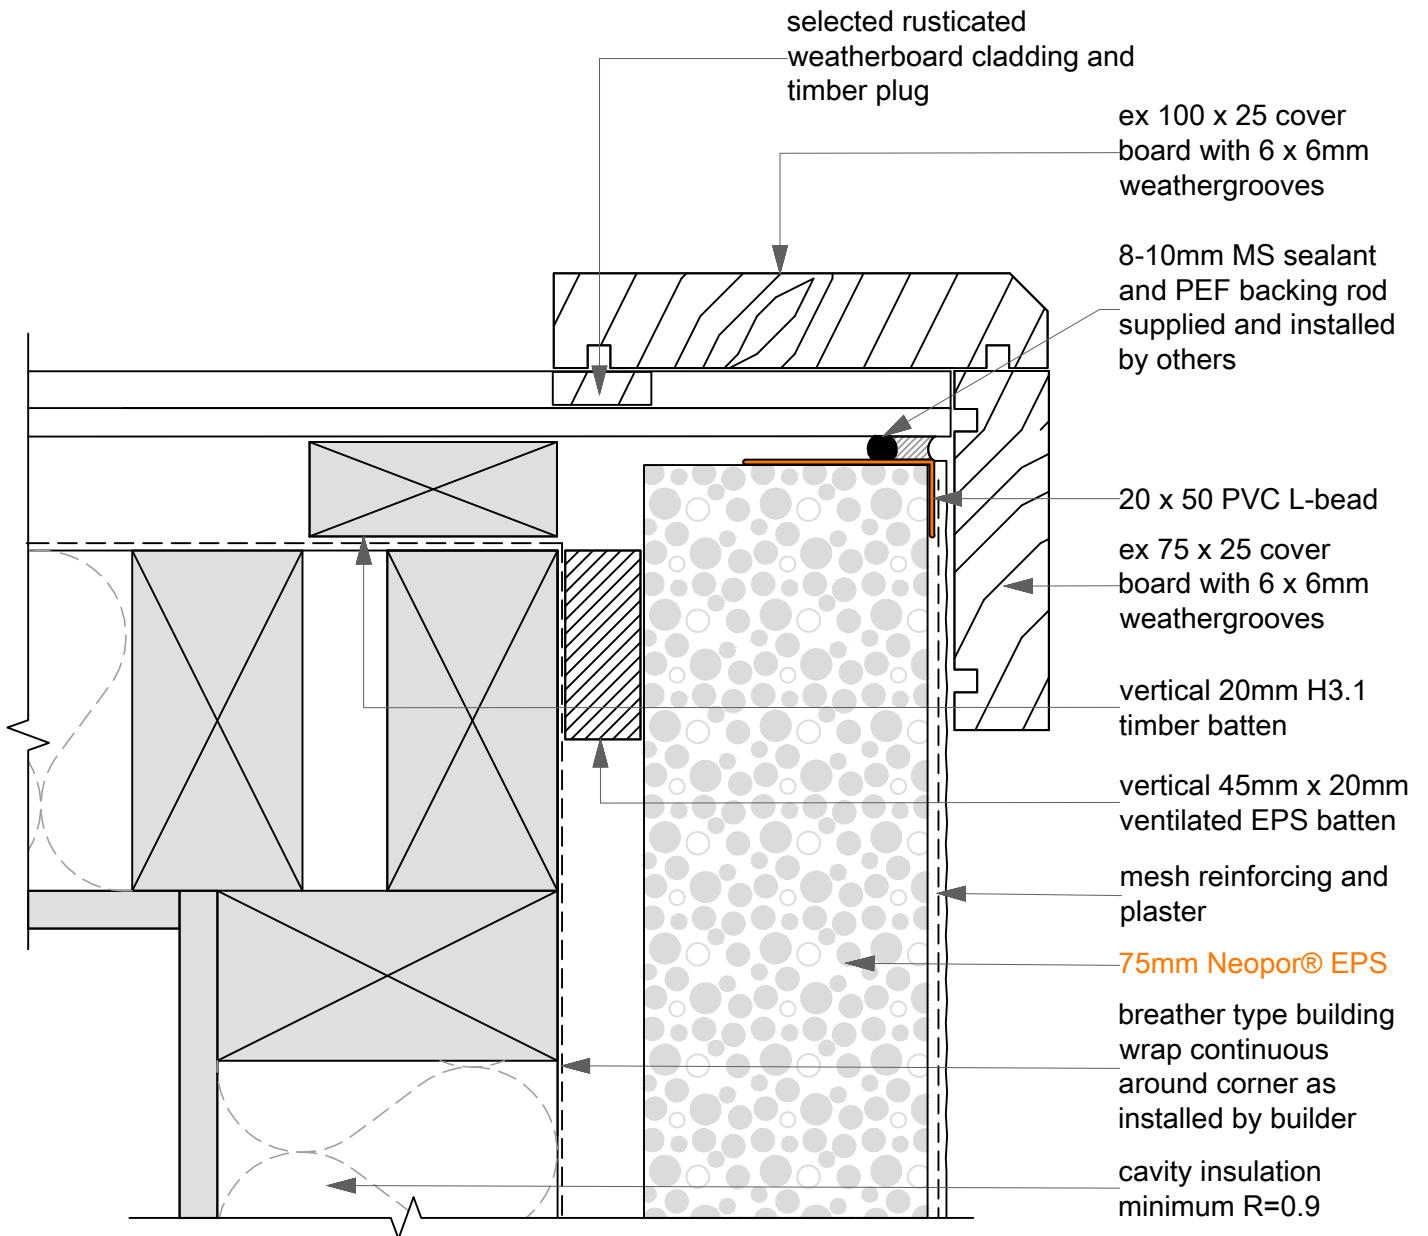 selected rusticated
weatherboard cladding and
timber plug
ex 100 x 25 cover
board with 6 x 6mm
weathergrooves
8-10mm MS sealant
and PEF backing rod
supplied and installed
by others
20 x 50 PVC L-bead
ex 75 x 25 cover
board with 6 x 6mm
weathergrooves
vertical 20mm H3.1
timber batten
vertical 45mm x 20mm
ventilated EPS batten
mesh reinforcing and
plaster
75mm Neopor® EPS
breather type building
wrap continuous
around corner as
installed by builder
cavity insulation
minimum R=0.9